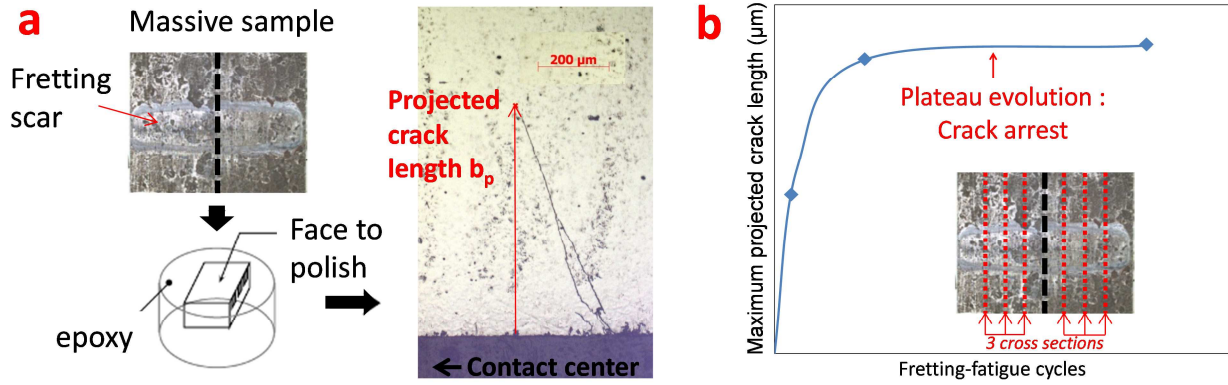 a
Massive sample
Fretting
scar
Face to
polish
epoxy
200 µm
Projected
crack
length bp
Contact center
b
Maximum projected crack length (µm)
Plateau evolution :
Crack arrest
3 cross sections
Fretting-fatigue cycles